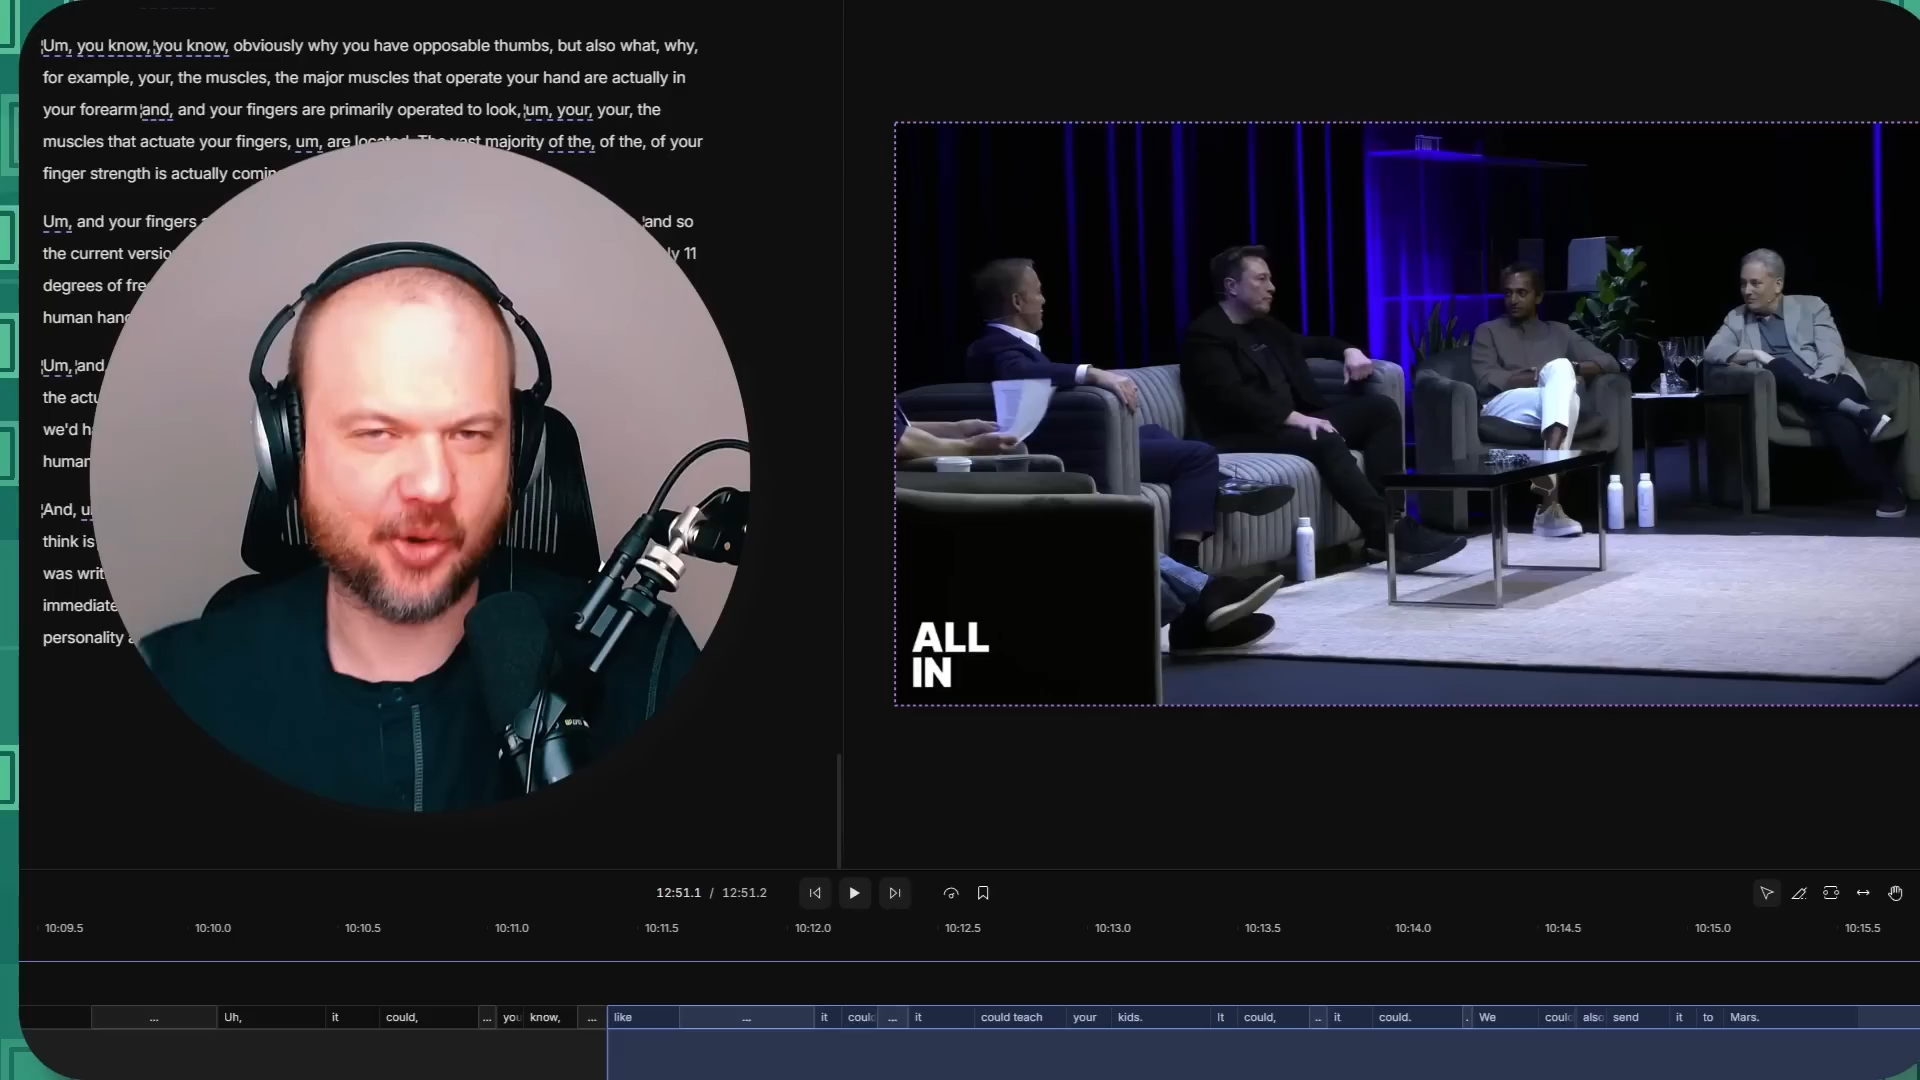 Um, you know, you know, obviously why you have opposable thumbs, but also what, why,
for example, your, the muscles, the major muscles that operate your hand are actually in
your forearm and, and your fingers are primarily operated to look, um, your, your, the
muscles that actuate your fingers, um, are located. The vast majority of the, of the, of your
finger strength is actually
Um, and your fingers and so
the current 11
degrees of
human
Um, and
the
we'd
human
And,
think is
was
personality
ALL
IN
12:51.1 / 12:51.2
10:09.5 10:10.0 10:10.5 10:11.0 10:11.5 10:12.0 10:12.5 10:13.0 10:13.5 10:14.0 10:14.5 10:15.0 10:15.5
... Uh, it could, ... you know, ... like ... it could ... it could teach your kids. It could, .. it could. . We could also send it to Mars.